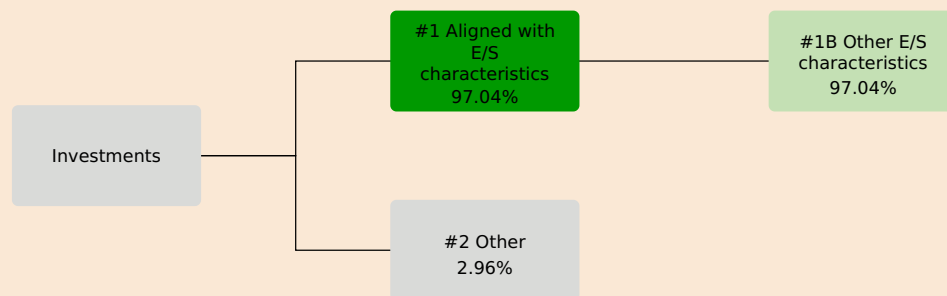 #1 Aligned with
E/S
characteristics
97.04%
#1B Other E/S
characteristics
97.04%
Investments
#2 Other
2.96%